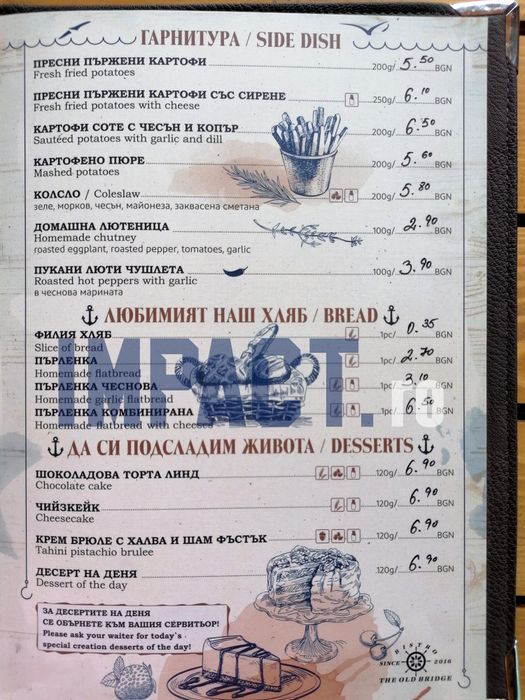 ГАРНИТУРА / SIDE DISH
ПРЕСНИ ПЪРЖЕНИ КАРТОФИ 200g/ 5.50 BGN
Fresh fried potatoes
ПРЕСНИ ПЪРЖЕНИ КАРТОФИ СЪС СИРЕНЕ 250g/ 6.10 BGN
Fresh fried potatoes with cheese
КАРТОФИ СОТЕ С ЧЕСЪН И КОПЪР 200g/ 6.50 BGN
Sautéed potatoes with garlic and dill
КАРТОФЕНО ПЮРЕ 200g/ 5.60 BGN
Mashed potatoes
КОЛСЛО / Coleslaw 200g/ 5.80 BGN
зеле, морков, чесън, майонеза, заквасена сметана
ДОМАШНА ЛЮТЕНИЦА 100g/ 2.90 BGN
Homemade chutney
roasted eggplant, roasted pepper, tomatoes, garlic
ПУКАНИ ЛЮТИ ЧУШЛЕТА 100g/ 3.90 BGN
Roasted hot peppers with garlic
в чеснова марината
ЛЮБИМИЯТ НАШ ХЛЯБ / BREAD
ФИЛИЯ ХЛЯБ 1pc/ 0.35 BGN
Slice of bread
ПЪРЛЕНКА 1pc/ 2.70 BGN
Homemade flatbread
ПЪРЛЕНКА ЧЕСНОВА 1pc/ 3.10 BGN
Homemade garlic flatbread
ПЪРЛЕНКА КОМБИНИРАНА 1pc/ 6.50 BGN
Homemade flatbread with cheeses
IMPACT.ro
ДА СИ ПОДСЛАДИМ ЖИВОТА / DESSERTS
ШОКОЛАДОВА ТОРТА ЛИНД 120g/ 6.90 BGN
Chocolate cake
ЧИЙЗКЕЙК 120g/ 6.90 BGN
Cheesecake
КРЕМ БРЮЛЕ С ХАЛВА И ШАМ ФЪСТЪК 120g/ 6.90 BGN
Tahini pistachio brulee
ДЕСЕРТ НА ДЕНЯ 120g/ 6.90 BGN
Dessert of the day
ЗА ДЕСЕРТИТЕ НА ДЕНЯ
СЕ ОБЪРНЕТЕ КЪМ ВАШИЯ СЕРВИТЬОР!
Please ask your waiter for today`s
special creation desserts of the day!
BISTRO
SINCE 2016
THE OLD BRIDGE